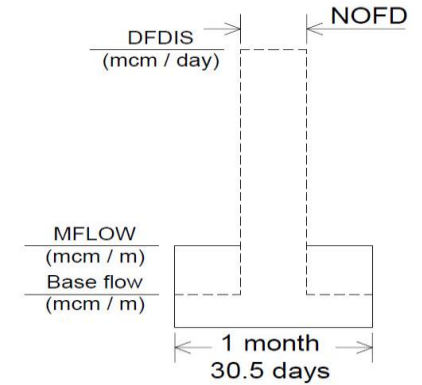 NOFD
DFDIS
(mcm / day)
MFLOW
(mcm / m)
Base flow
(mcm / m)
1 month
30.5 days